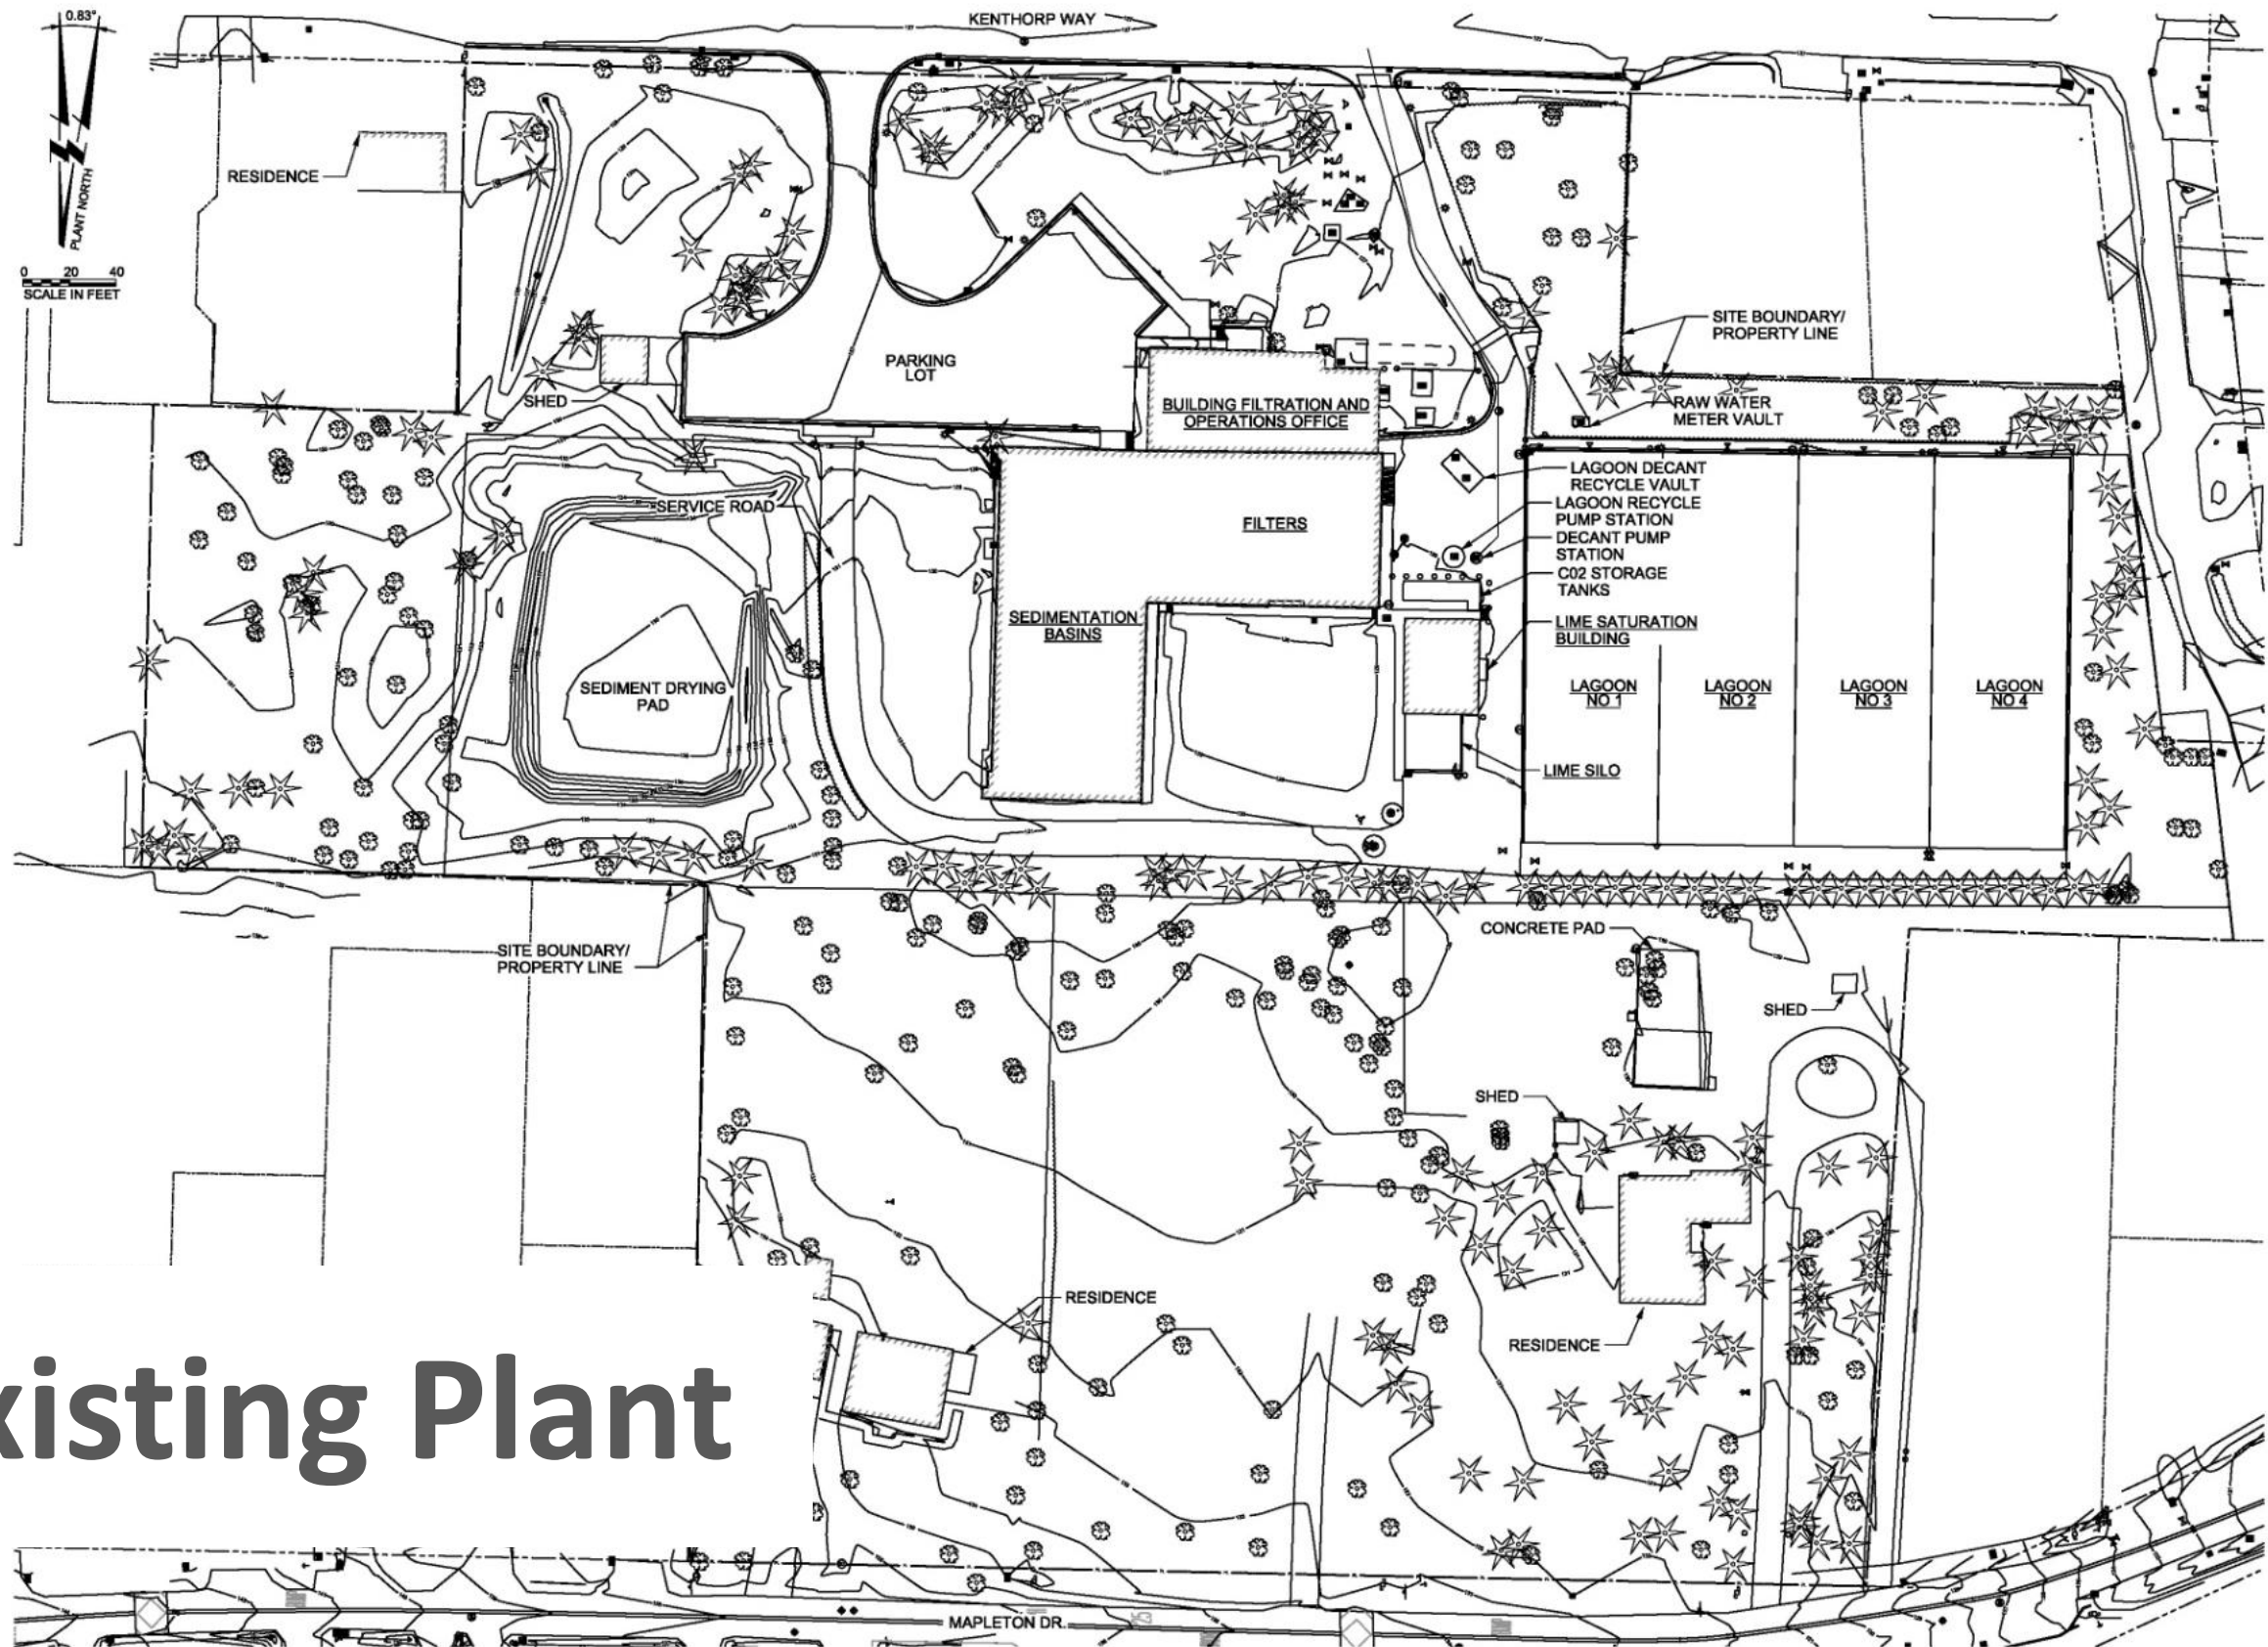 0.83°
KENTHORP WAY
PLANT NORTH
0 20 40
SCALE IN FEET
RESIDENCE
SITE BOUNDARY/
PROPERTY LINE
PARKING
LOT
SHED
BUILDING FILTRATION AND
OPERATIONS OFFICE
RAW WATER
METER VAULT
LAGOON DECANT
RECYCLE VAULT
LAGOON RECYCLE
PUMP STATION
DECANT PUMP
STATION
C02 STORAGE
TANKS
LIME SATURATION
BUILDING
LIME SILO
SERVICE ROAD
FILTERS
SEDIMENTATION
BASINS
SEDIMENT DRYING
PAD
LAGOON
NO 1
LAGOON
NO 2
LAGOON
NO 3
LAGOON
NO 4
SITE BOUNDARY/
PROPERTY LINE
CONCRETE PAD
SHED
SHED
RESIDENCE
RESIDENCE
xisting Plant
MAPLETON DR.